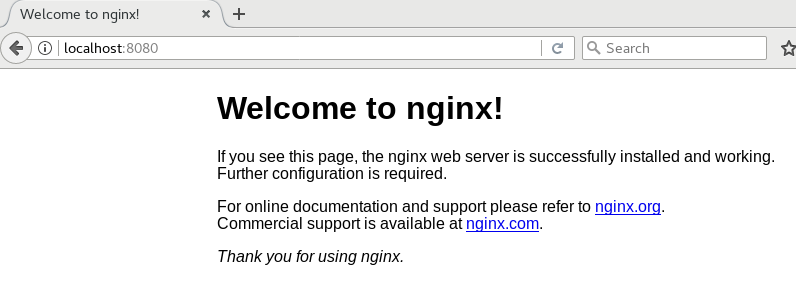 Welcome to nginx!
localhost:8080
Search
Welcome to nginx!
If you see this page, the nginx web server is successfully installed and working.
Further configuration is required.
For online documentation and support please refer to nginx.org.
Commercial support is available at nginx.com.
Thank you for using nginx.